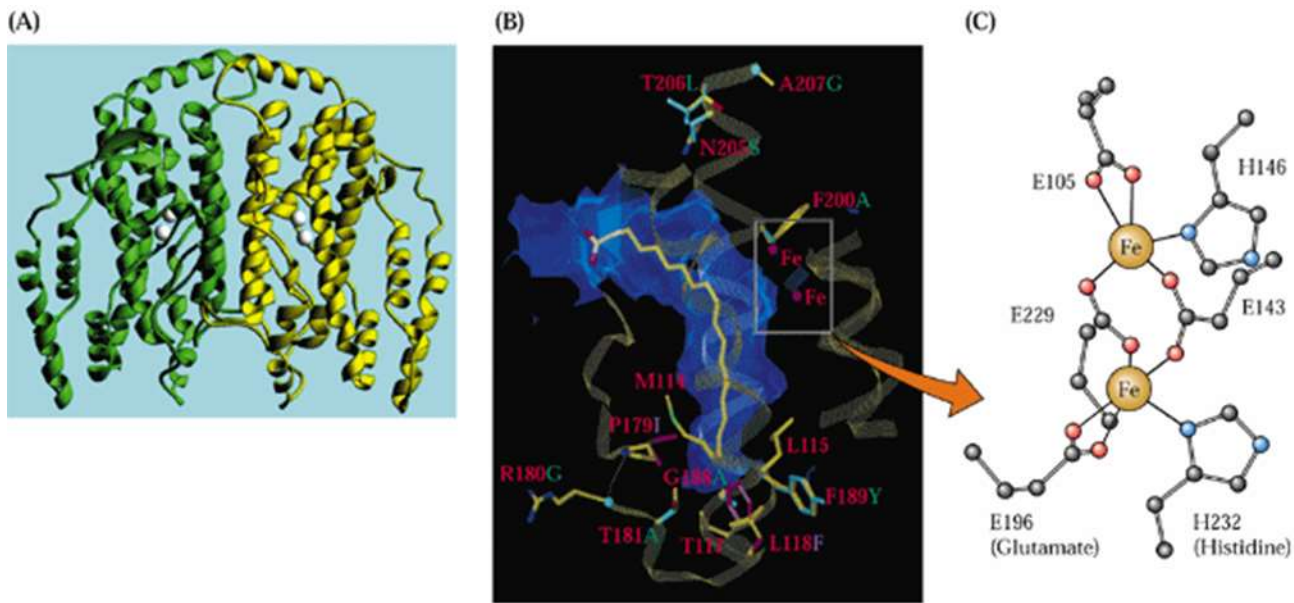 (A)
(B)
(C)
T206L
A207G
N205S
F200A
Fe
Fe
M114
P179I
L115
R180G
G188A
F189Y
T181A
T117
L118F
E105
H146
Fe
E229
E143
Fe
E196
(Glutamate)
H232
(Histidine)